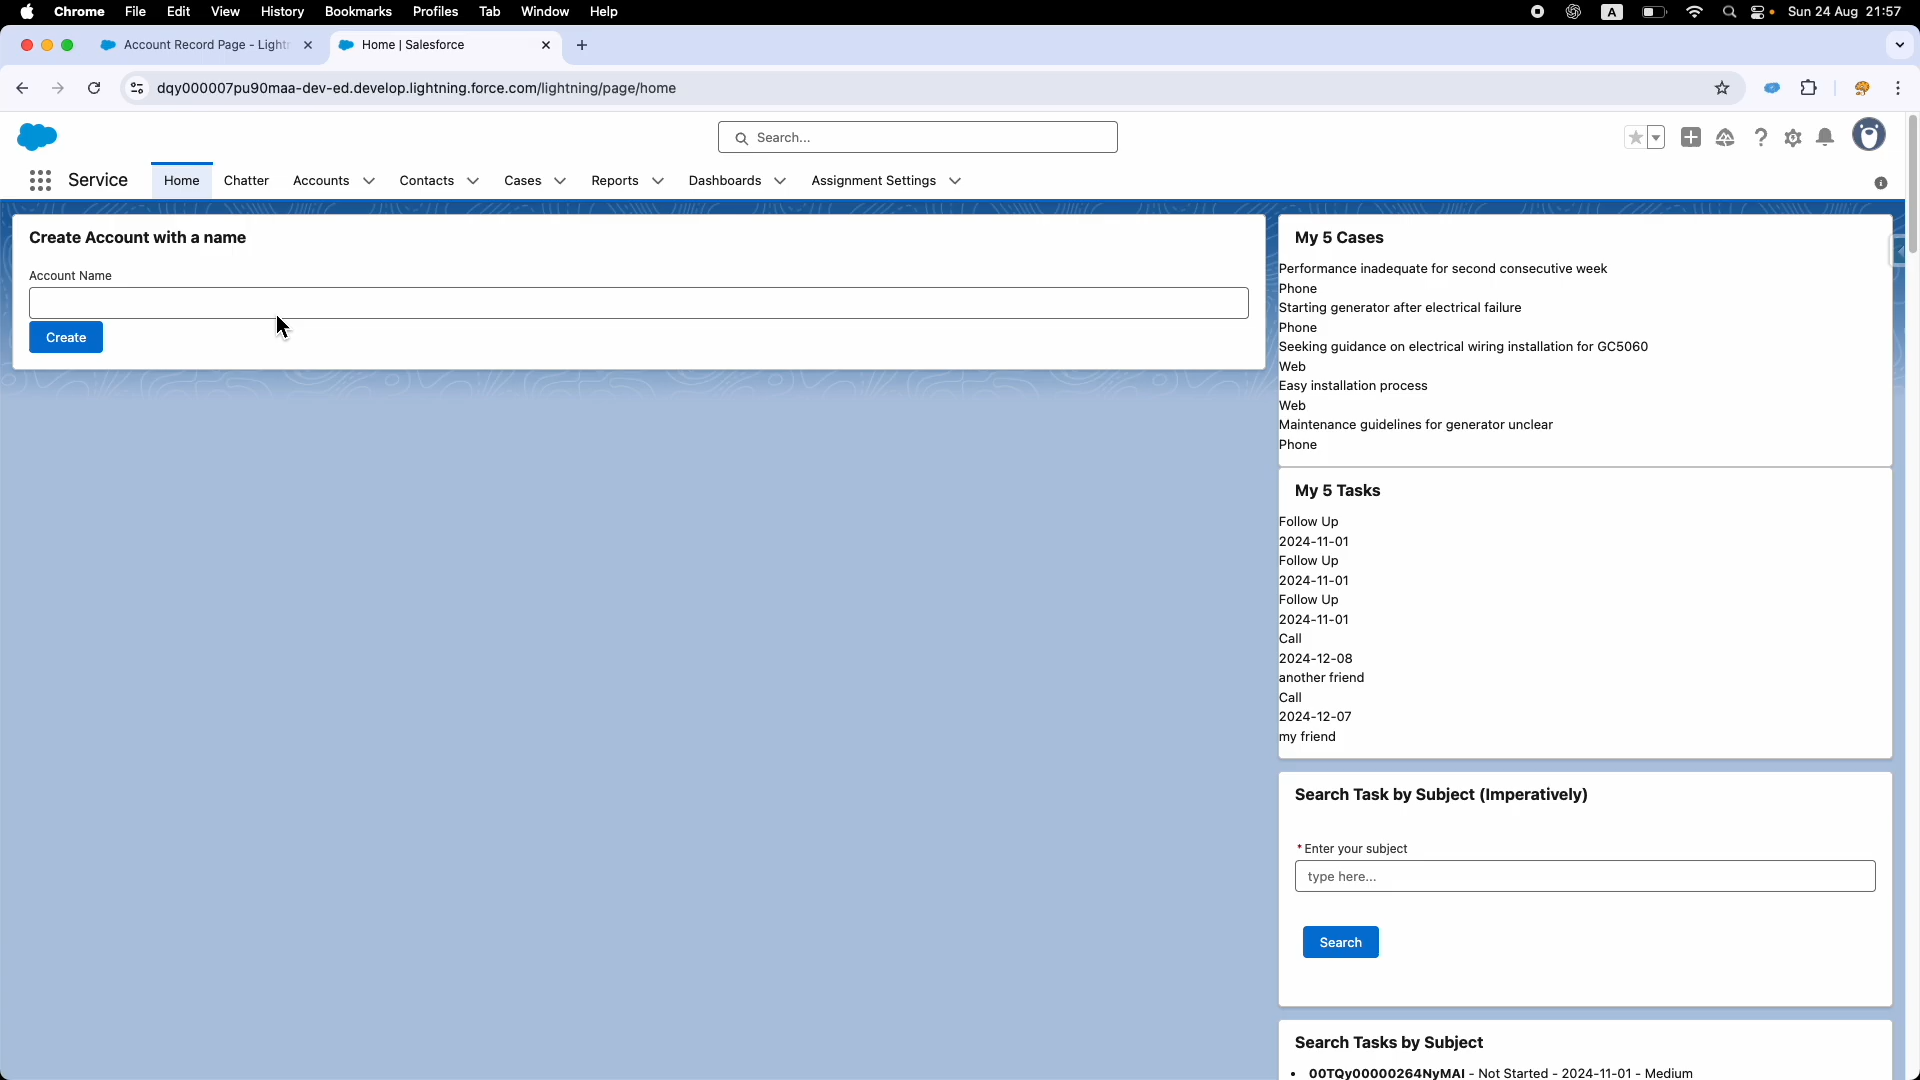 Chrome File Edit View History Bookmarks Profiles Tab Window Help A Sun 24 Aug 21:57
Account Record Page - Light
Home | Salesforce
dqy000007pu90maa-dev-ed.develop.lightning.force.com/lightning/page/home
Search...
Service Home Chatter Accounts Contacts Cases Reports Dashboards Assignment Settings
Create Account with a name
Account Name
Create
My 5 Cases
Performance inadequate for second consecutive week
Phone
Starting generator after electrical failure
Phone
Seeking guidance on electrical wiring installation for GC5060
Web
Easy installation process
Web
Maintenance guidelines for generator unclear
Phone
My 5 Tasks
Follow Up
2024-11-01
Follow Up
2024-11-01
Follow Up
2024-11-01
Call
2024-12-08
another friend
Call
2024-12-07
my friend
Search Task by Subject (Imperatively)
* Enter your subject
type here...
Search
Search Tasks by Subject
• 00TQy00000264NyMAI - Not Started - 2024-11-01 - Medium